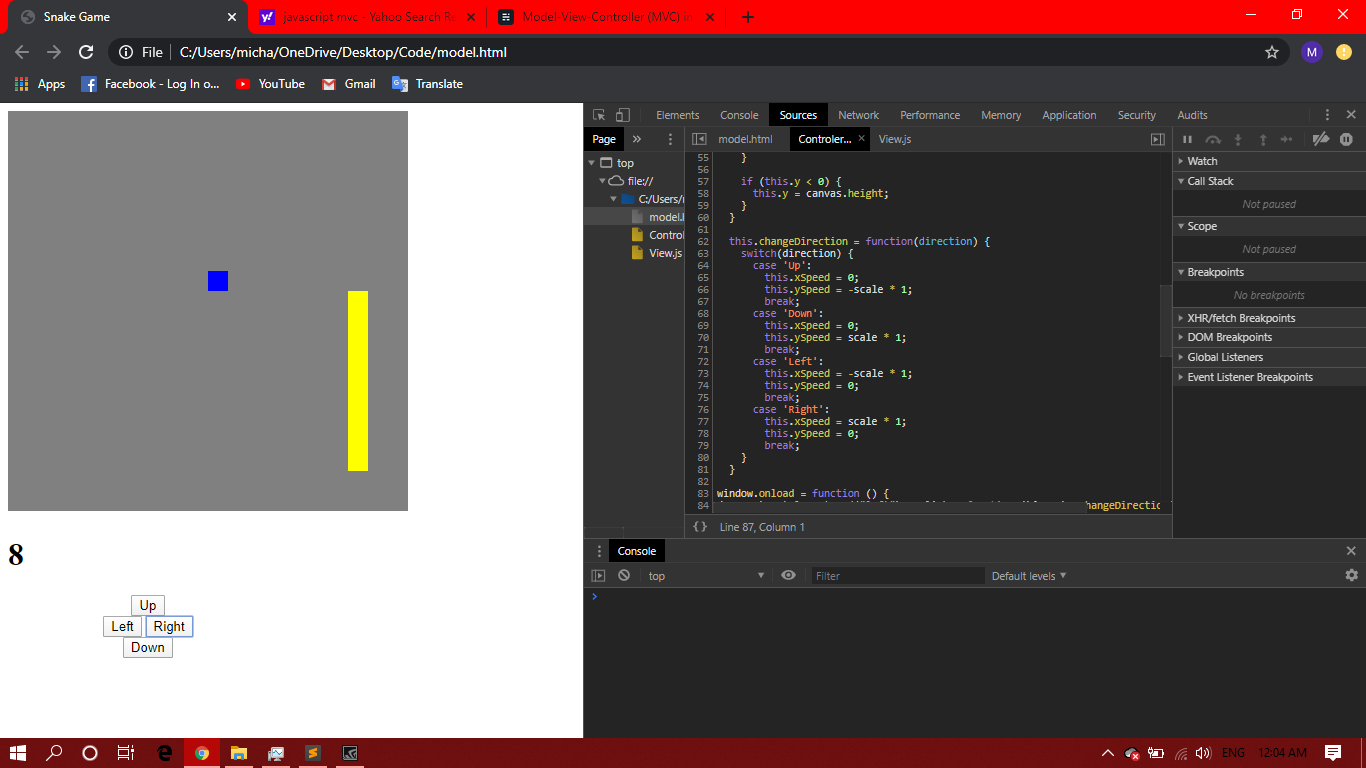 Snake Game
javascript mvc - Yahoo Search Re
Model-View-Controller (MVC) in
File
C:/Users/micha/OneDrive/Desktop/Code/model.html
M
Apps
Facebook - Log In o...
YouTube
Gmail
Translate
Elements
Console
Sources
Network
Performance
Memory
Application
Security
Audits
Page
»
model.html
Controler...
View.js
top
file://
C:/Users/
model.
Control
View.js
55 }
56
57 if (this.y < 0) {
58 this.y = canvas.height;
59 }
60 }
61
62 this.changeDirection = function(direction) {
63 switch(direction) {
64 case 'Up':
65 this.xSpeed = 0;
66 this.ySpeed = -scale * 1;
67 break;
68 case 'Down':
69 this.xSpeed = 0;
70 this.ySpeed = scale * 1;
71 break;
72 case 'Left':
73 this.xSpeed = -scale * 1;
74 this.ySpeed = 0;
75 break;
76 case 'Right':
77 this.xSpeed = scale * 1;
78 this.ySpeed = 0;
79 break;
80 }
81 }
82
83 window.onload = function () {
84 hangeDirectio
{ } Line 87, Column 1
Watch
Call Stack
Not paused
Scope
Not paused
Breakpoints
No breakpoints
XHR/fetch Breakpoints
DOM Breakpoints
Global Listeners
Event Listener Breakpoints
Console
top
Filter
Default levels
8
Up
Left Right
Down
ENG
12:04 AM